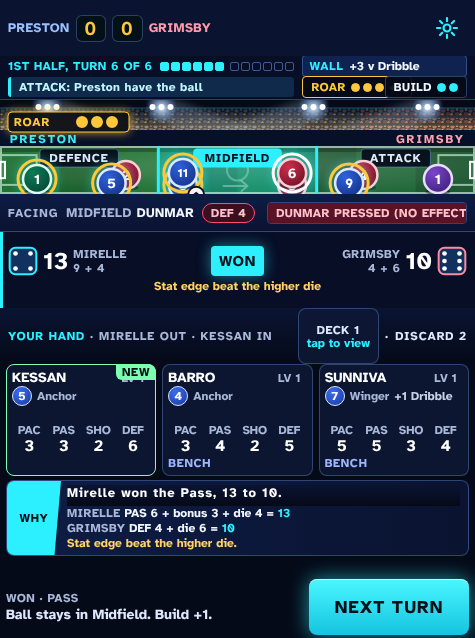 PRESTON 0 0 GRIMSBY
1ST HALF, TURN 6 OF 6
WALL +3 v Dribble
ATTACK: Preston have the ball
ROAR
BUILD
ROAR
PRESTON GRIMSBY
DEFENCE MIDFIELD ATTACK
1 5 11 6 9 1
FACING MIDFIELD DUNMAR DEF 4 DUNMAR PRESSED (NO EFFECT
13 MIRELLE 9 + 4
WON
GRIMSBY 4 + 6 10
Stat edge beat the higher die
YOUR HAND · MIRELLE OUT · KESSAN IN
DECK 1
tap to view
· DISCARD 2
KESSAN NEW
5 Anchor
PAC PAS SHO DEF
3 3 2 6
BARRO LV 1
4 Anchor
PAC PAS SHO DEF
3 4 2 5
BENCH
SUNNIVA LV 1
7 Winger +1 Dribble
PAC PAS SHO DEF
5 5 3 4
BENCH
WHY
Mirelle won the Pass, 13 to 10.
MIRELLE PAS 6 + bonus 3 + die 4 = 13
GRIMSBY DEF 4 + die 6 = 10
Stat edge beat the higher die.
WON · PASS
Ball stays in Midfield. Build +1.
NEXT TURN